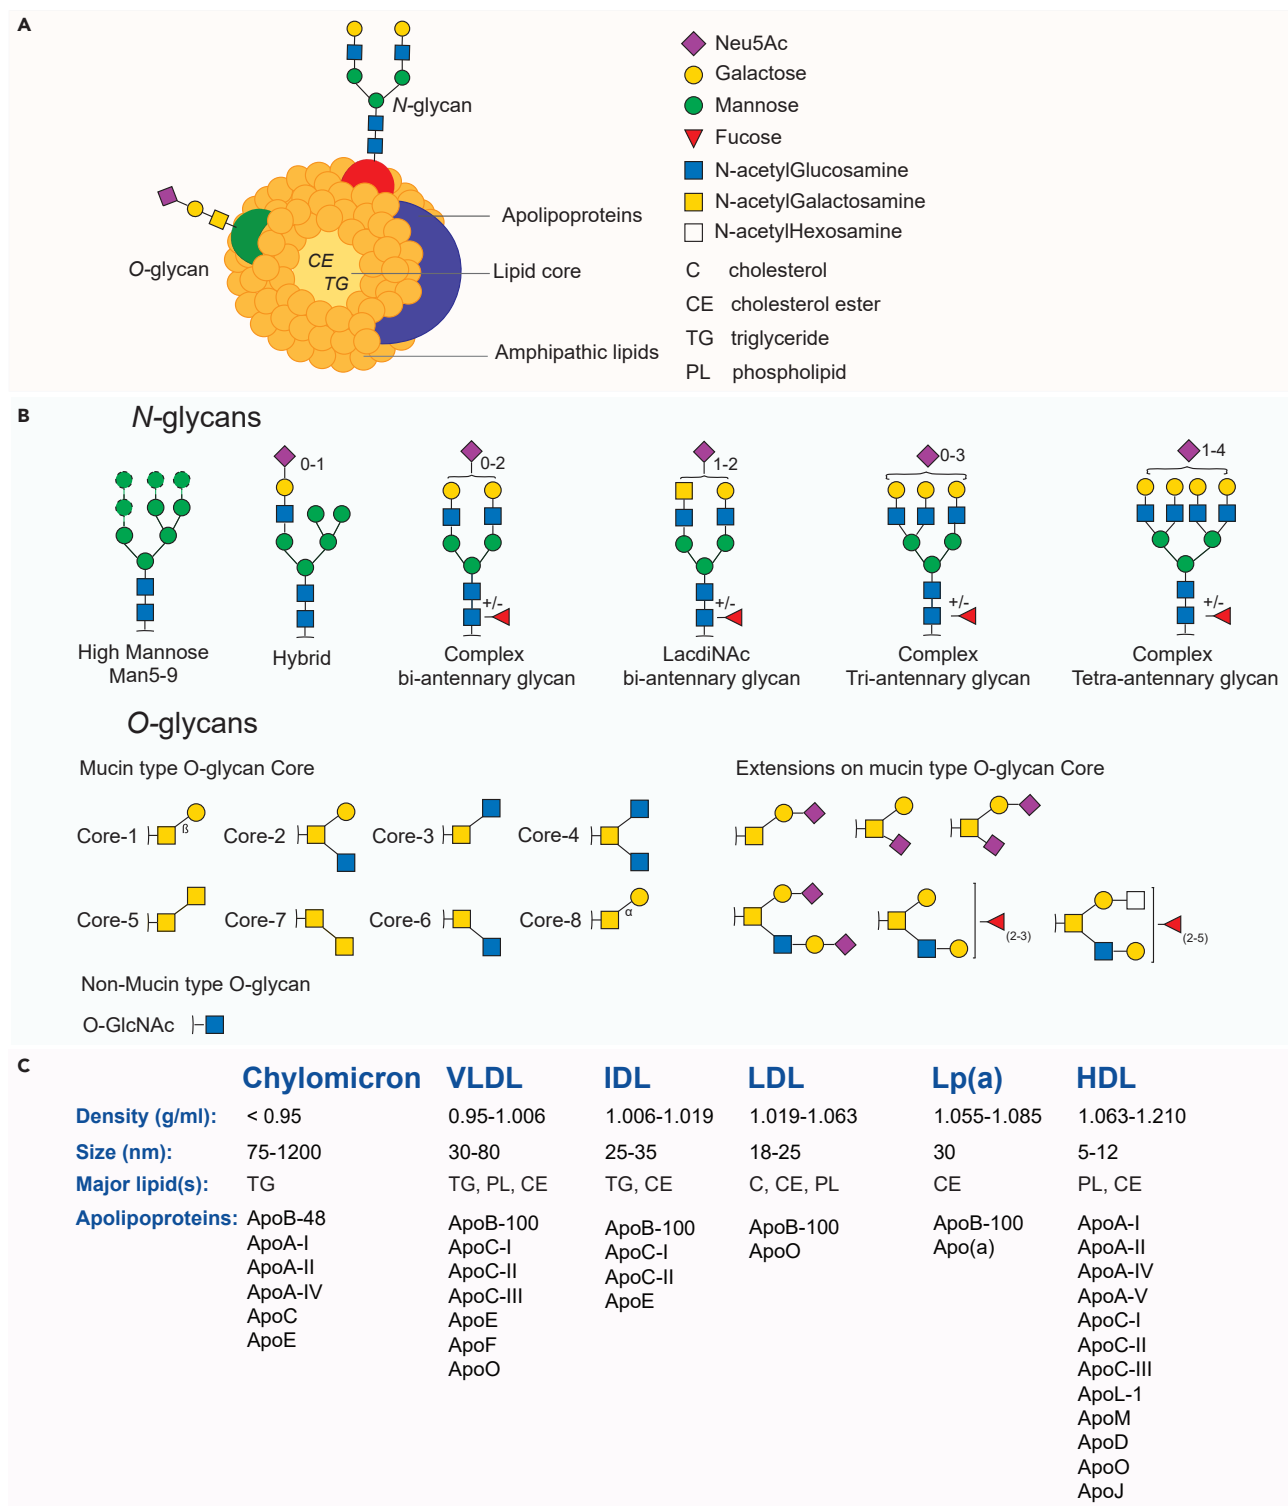 A
N-glycan
O-glycan
CE
TG
Apolipoproteins
Lipid core
Amphipathic lipids
Neu5Ac
Galactose
Mannose
Fucose
N-acetylGlucosamine
N-acetylGalactosamine
N-acetylHexosamine
C cholesterol
CE cholesterol ester
TG triglyceride
PL phospholipid
B
N-glycans
0-1
0-2
1-2
0-3
1-4
+/-
+/-
+/-
+/-
High Mannose
Man5-9
Hybrid
Complex
bi-antennary glycan
LacdiNAc
bi-antennary glycan
Complex
Tri-antennary glycan
Complex
Tetra-antennary glycan
O-glycans
Mucin type O-glycan Core
Core-1
ß
Core-2
Core-3
Core-4
Core-5
Core-7
Core-6
Core-8
α
Extensions on mucin type O-glycan Core
(2-3)
(2-5)
Non-Mucin type O-glycan
O-GlcNAc
C
Chylomicron VLDL IDL LDL Lp(a) HDL
Density (g/ml): < 0.95 0.95-1.006 1.006-1.019 1.019-1.063 1.055-1.085 1.063-1.210
Size (nm): 75-1200 30-80 25-35 18-25 30 5-12
Major lipid(s): TG TG, PL, CE TG, CE C, CE, PL CE PL, CE
Apolipoproteins: ApoB-48 ApoB-100 ApoB-100 ApoB-100 ApoB-100 ApoA-I
ApoA-I ApoC-I ApoC-I ApoO Apo(a) ApoA-II
ApoA-II ApoC-II ApoC-II ApoA-IV
ApoA-IV ApoC-III ApoE ApoA-V
ApoC ApoE ApoC-I
ApoE ApoF ApoC-II
ApoO ApoC-III
ApoL-1
ApoM
ApoD
ApoO
ApoJ